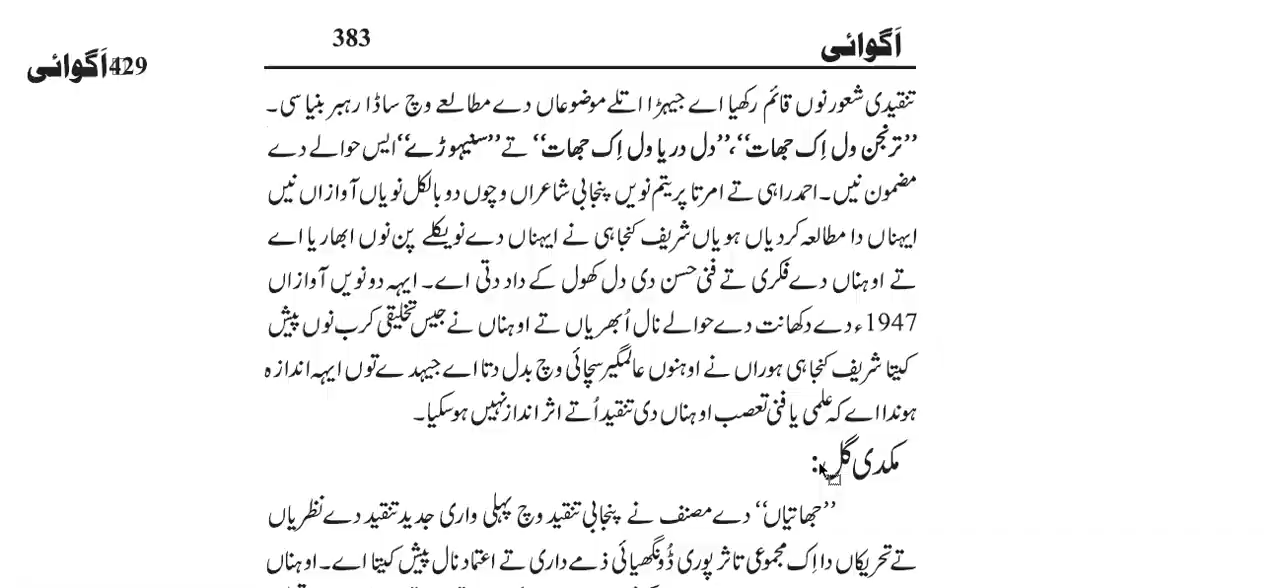 اَگوائی 383
429 اَگوائی
تنقیدی شعور نوں قائم رکھیا اے جیہڑا اتلے موضوعاں دے مطالعے وچ ساڈا رہبر بنیا سی۔
’’ترنجن ول اِک جھات‘‘، ’’دل دریا ول اِک جھات‘‘ تے ’’سنیہوڑے‘‘ ایس حوالے دے
مضمون نیں۔ احمد راہی تے امرتا پریتم نویں پنجابی شاعراں وچوں دو بالکل نویاں آوازاں نیں
ایہناں دا مطالعہ کردیاں ہویاں شریف کنجاہی نے ایہناں دے نویکلے پن نوں ابھاریا اے
تے اوہناں دے فکری تے فنی حسن دی دل کھول کے داد دتی اے۔ ایہہ دو نویں آوازاں
1947ء دے دکھانت دے حوالے نال اُبھریاں تے اوہناں نے جیس تخلیقی کرب نوں پیش
کیتا شریف کنجاہی ہوراں نے اوہنوں عالمگیر سچائی وچ بدل دتا اے جیہدے توں ایہہ اندازہ
ہوندا اے کہ علمی یا فنی تعصب اوہناں دی تنقید اُتے اثر انداز نہیں ہو سکیا۔
مکدی گل:
’’جھاتیاں‘‘ دے مصنف نے پنجابی تنقید وچ پہلی واری جدید تنقید دے نظریاں
تے تحریکاں دا اِک مجموعی تاثر پوری ڈونگھیائی ذمے داری تے اعتماد نال پیش کیتا اے۔ اوہناں